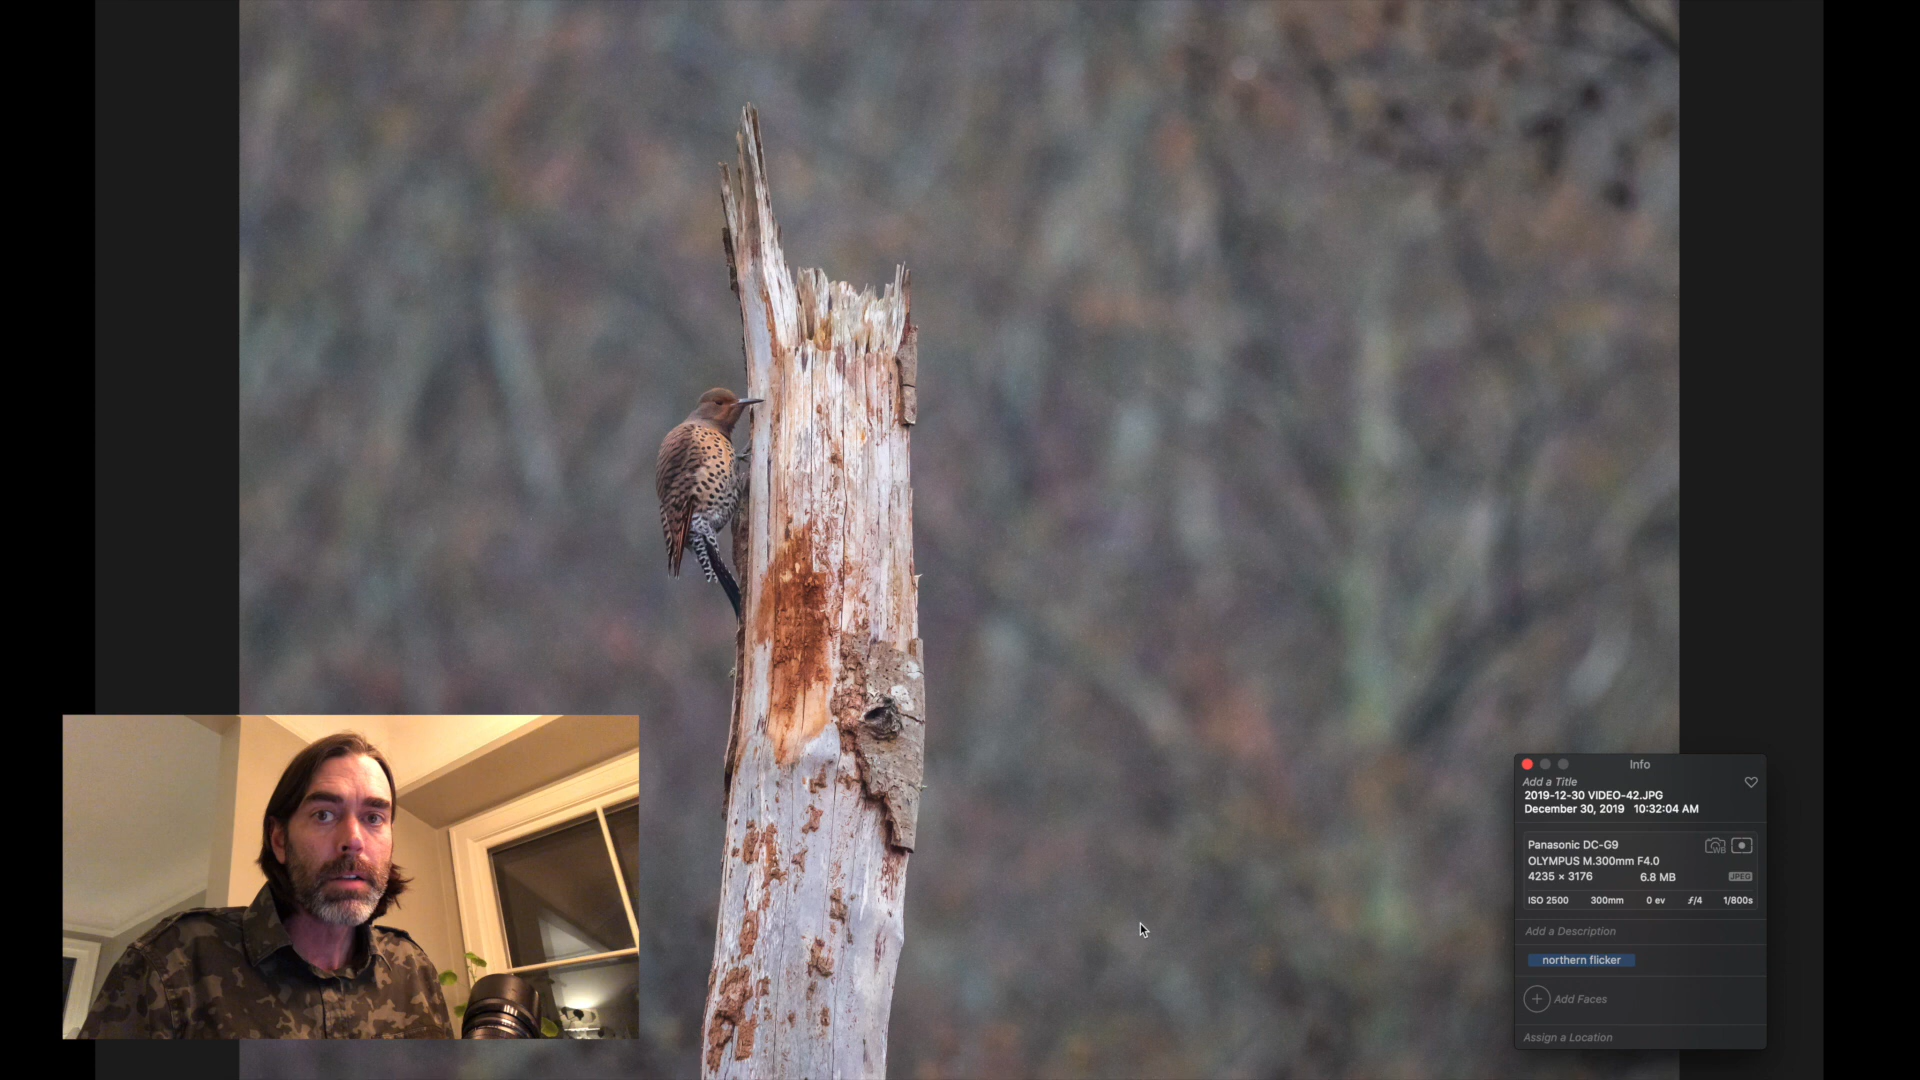 Info
Add a Title
2019-12-30 VIDEO-42.JPG
December 30, 2019 10:32:04 AM
Panasonic DC-G9
WB
OLYMPUS M.300mm F4.0
4235 × 3176 6.8 MB JPEG
ISO 2500 300mm 0 ev ƒ/4 1/800s
Add a Description
northern flicker
Add Faces
Assign a Location